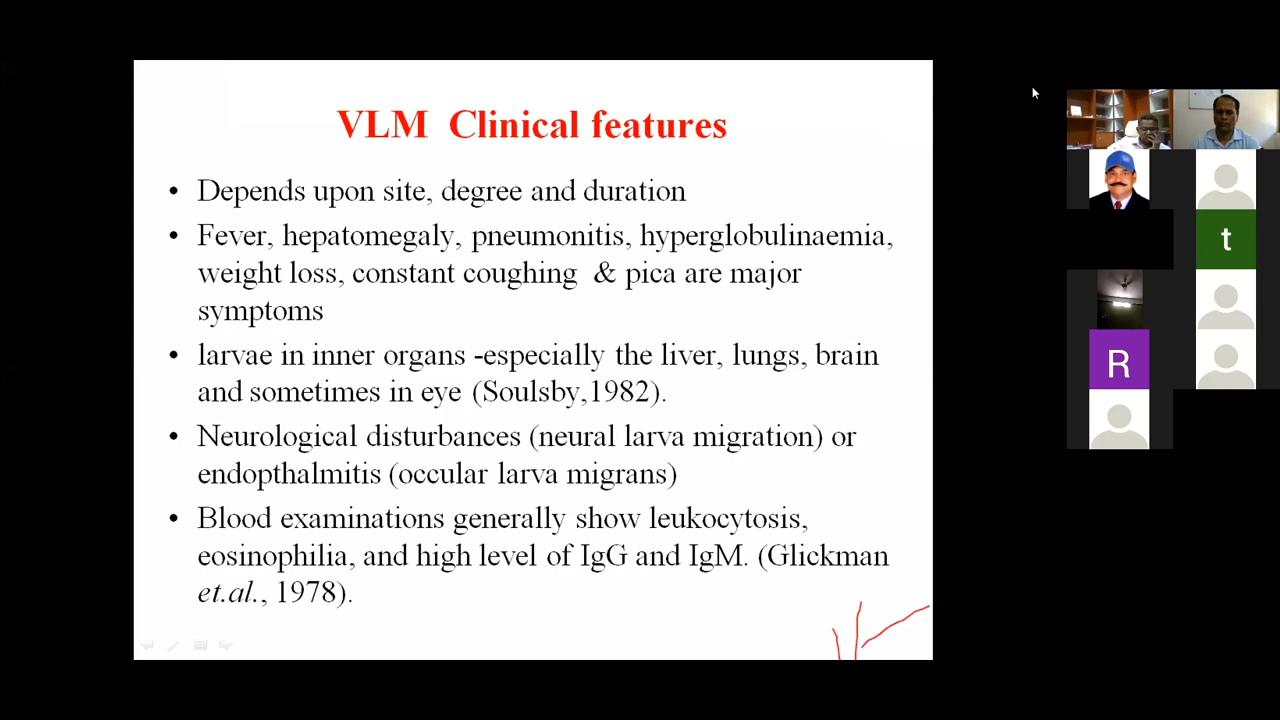 VLM Clinical features
• Depends upon site, degree and duration
• Fever, hepatomegaly, pneumonitis, hyperglobulinaemia,
weight loss, constant coughing & pica are major
symptoms
• larvae in inner organs -especially the liver, lungs, brain
and sometimes in eye (Soulsby,1982).
• Neurological disturbances (neural larva migration) or
endopthalmitis (occular larva migrans)
• Blood examinations generally show leukocytosis,
eosinophilia, and high level of IgG and IgM. (Glickman
et.al., 1978).
t
R